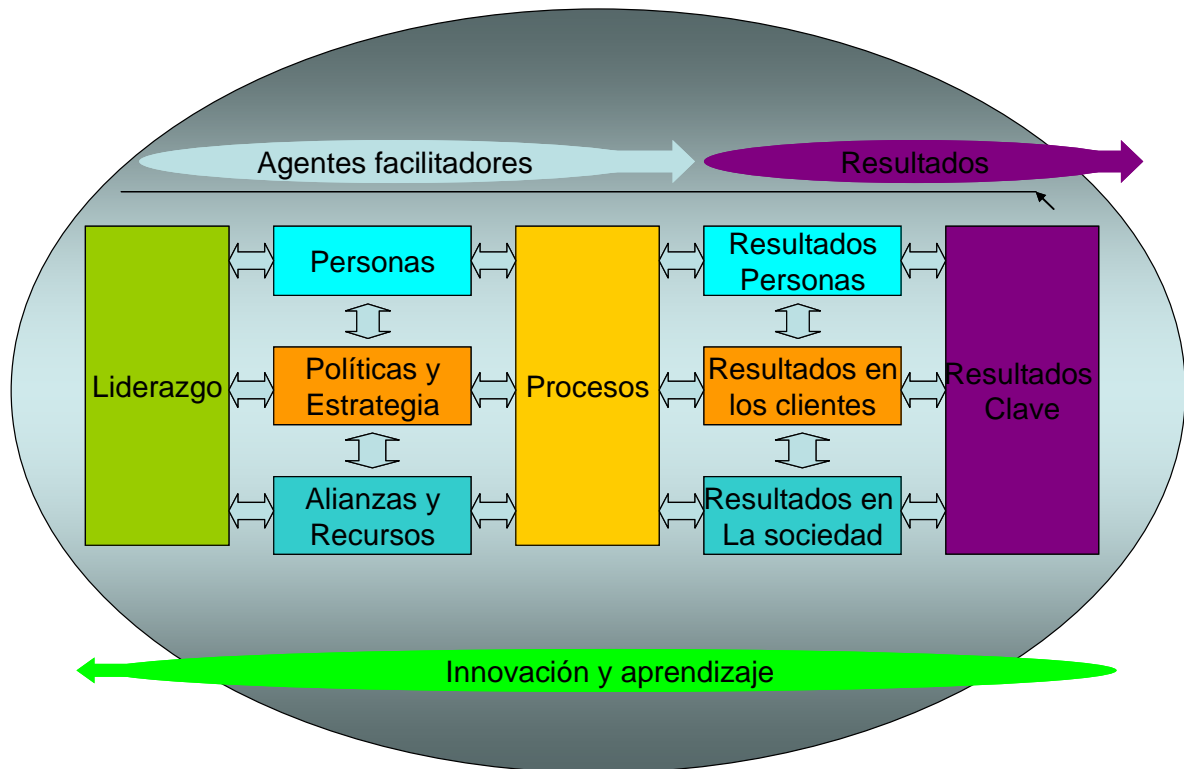 Agentes facilitadores
Resultados
Liderazgo
Personas
Políticas y
Estrategia
Alianzas y
Recursos
Procesos
Resultados
Personas
Resultados en
los clientes
Resultados en
La sociedad
Resultados
Clave
Innovación y aprendizaje